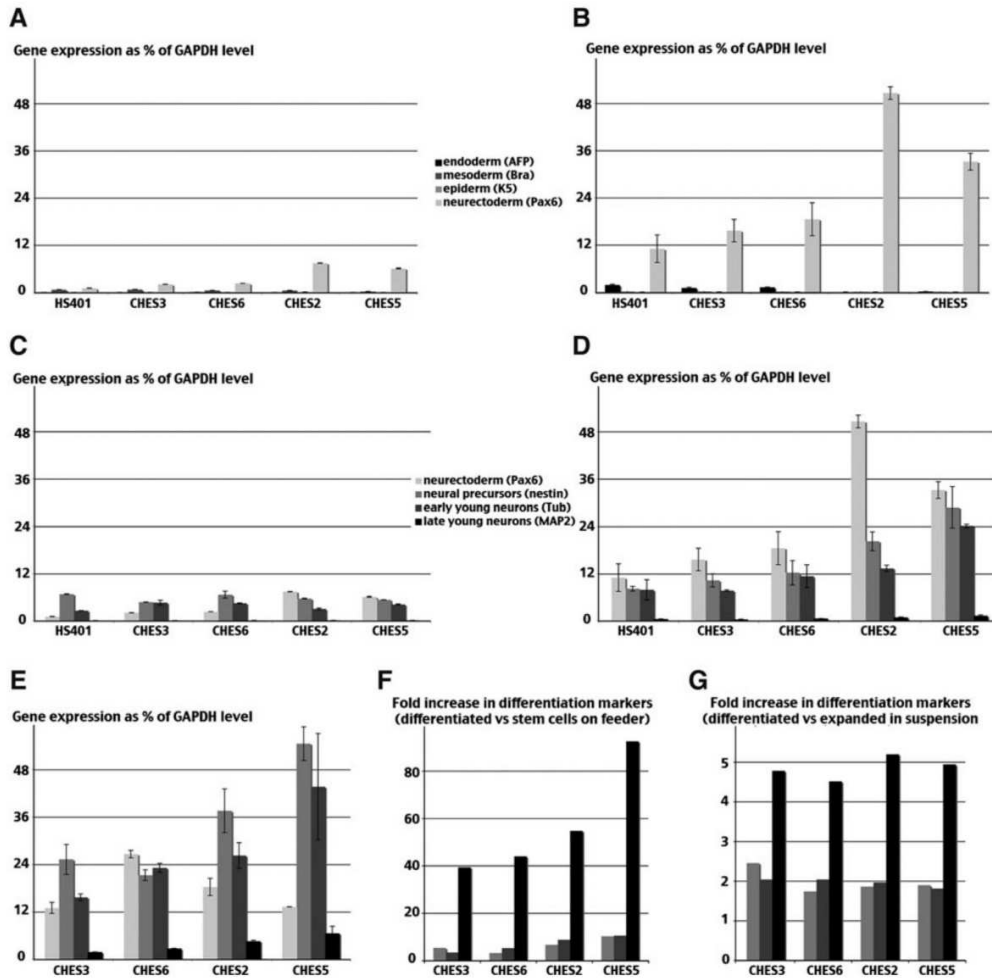 A
Gene expression as % of GAPDH level
48
36
24
12
0
HS401 CHES3 CHES6 CHES2 CHES5
endoderm (AFP)
mesoderm (Bra)
epiderm (K5)
neurectoderm (Pax6)
B
Gene expression as % of GAPDH level
48
36
24
12
0
HS401 CHES3 CHES6 CHES2 CHES5
C
Gene expression as % of GAPDH level
48
36
24
12
0
HS401 CHES3 CHES6 CHES2 CHES5
neurectoderm (Pax6)
neural precursors (nestin)
early young neurons (Tub)
late young neurons (MAP2)
D
Gene expression as % of GAPDH level
48
36
24
12
0
HS401 CHES3 CHES6 CHES2 CHES5
E
Gene expression as % of GAPDH level
48
36
24
12
0
CHES3 CHES6 CHES2 CHES5
F
Fold increase in differentiation markers
(differentiated vs stem cells on feeder)
80
60
40
20
0
CHES3 CHES6 CHES2 CHES5
G
Fold increase in differentiation markers
(differentiated vs expanded in suspension
5
4
3
2
1
0
CHES3 CHES6 CHES2 CHES5